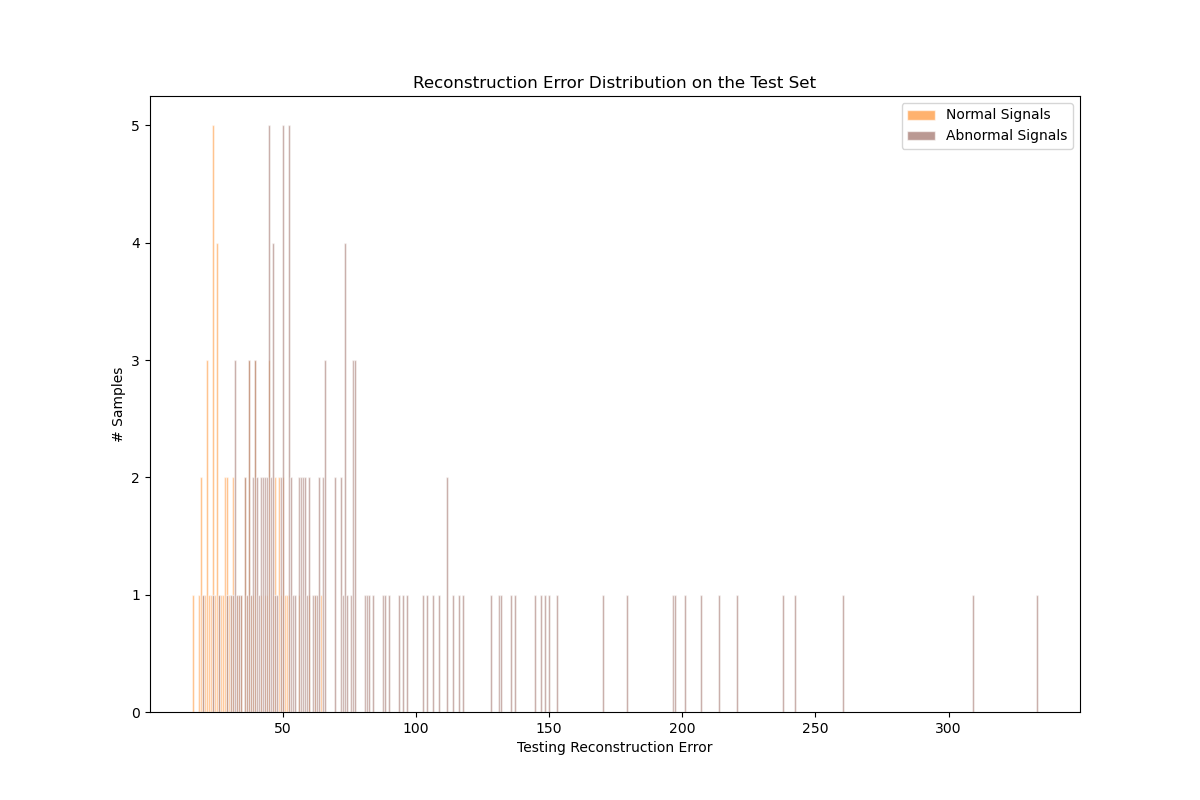 Reconstruction Error Distribution on the Test Set
Normal Signals
Abnormal Signals
# Samples
5
4
3
2
1
0
50
100
150
200
250
300
Testing Reconstruction Error